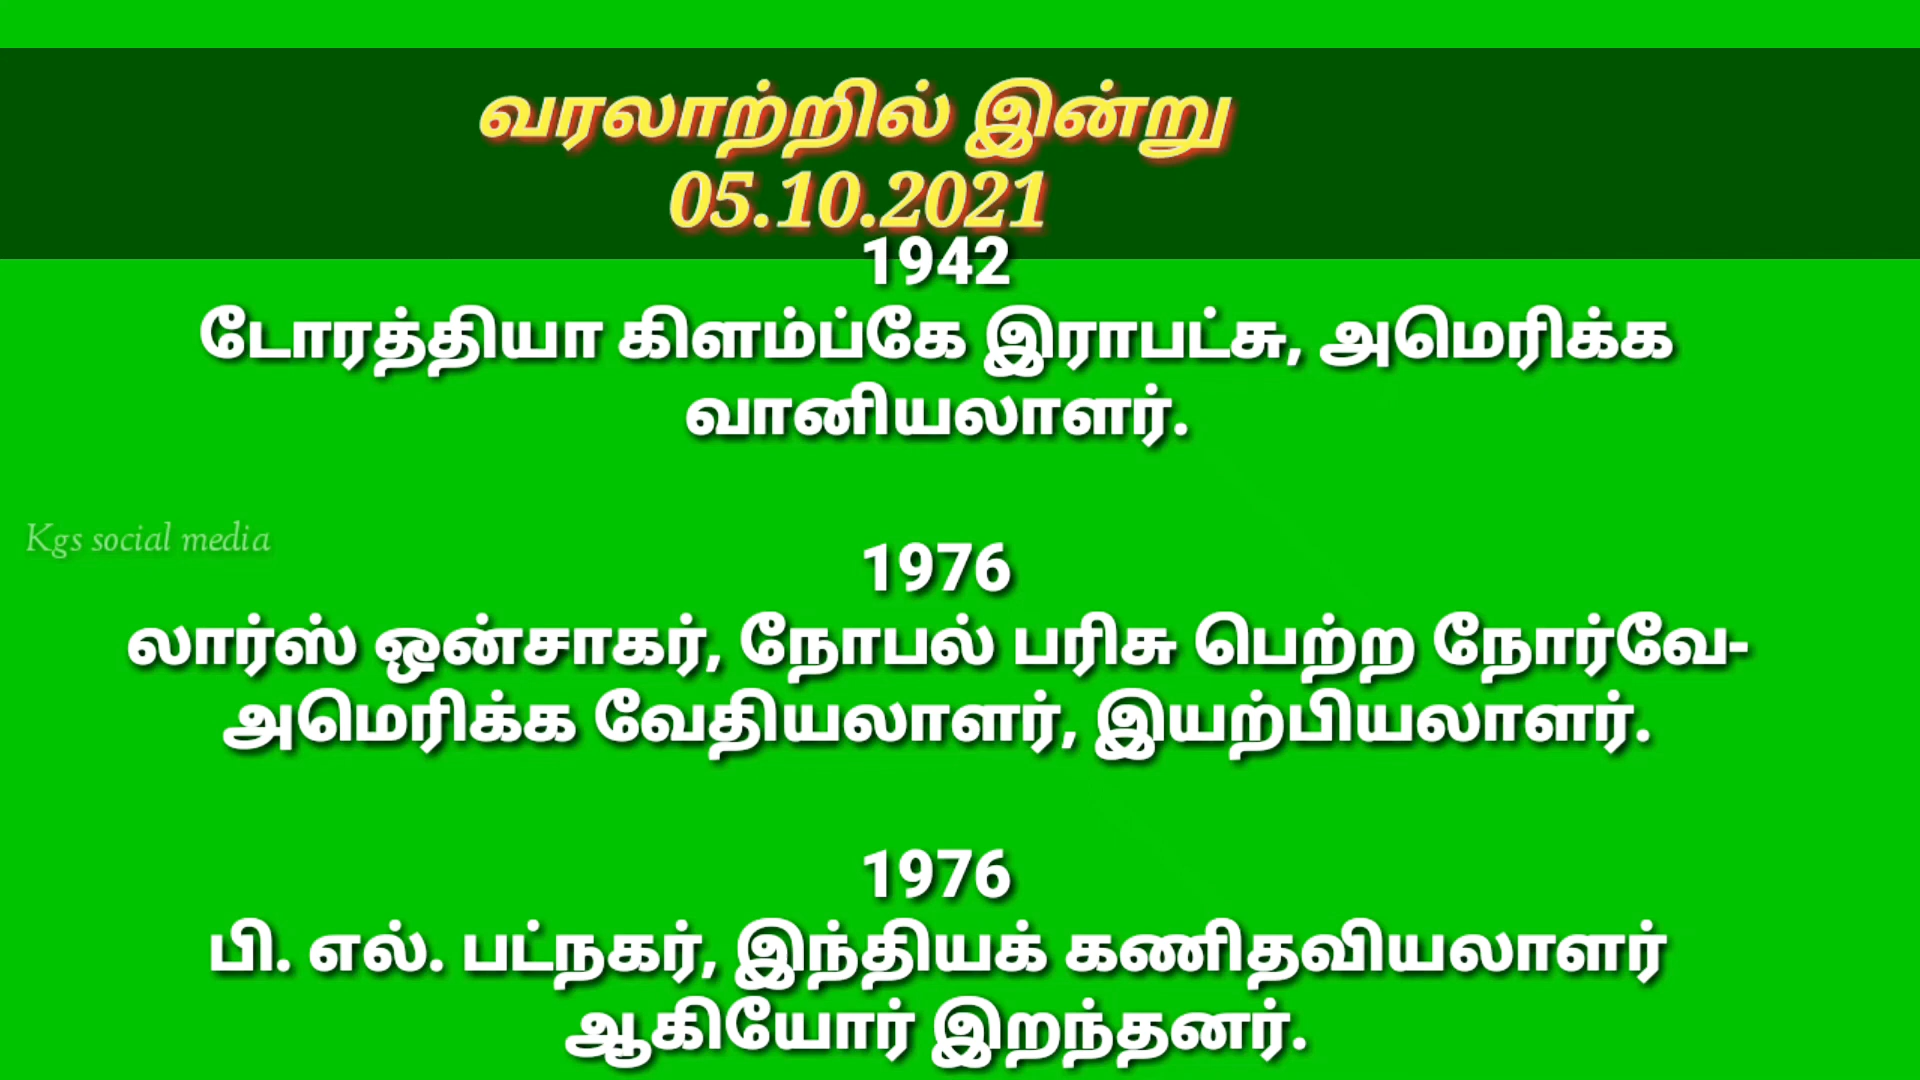 வரலாற்றில் இன்று
05.10.2021
1942
டோரத்தியா கிளம்ப்கே இராபட்சு, அமெரிக்க
வானியலாளர்.
Kgs social media
1976
லார்ஸ் ஒன்சாகர், நோபல் பரிசு பெற்ற நோர்வே-
அமெரிக்க வேதியலாளர், இயற்பியலாளர்.
1976
பி. எல். பட்நகர், இந்தியக் கணிதவியலாளர்
ஆகியோர் இறந்தனர்.